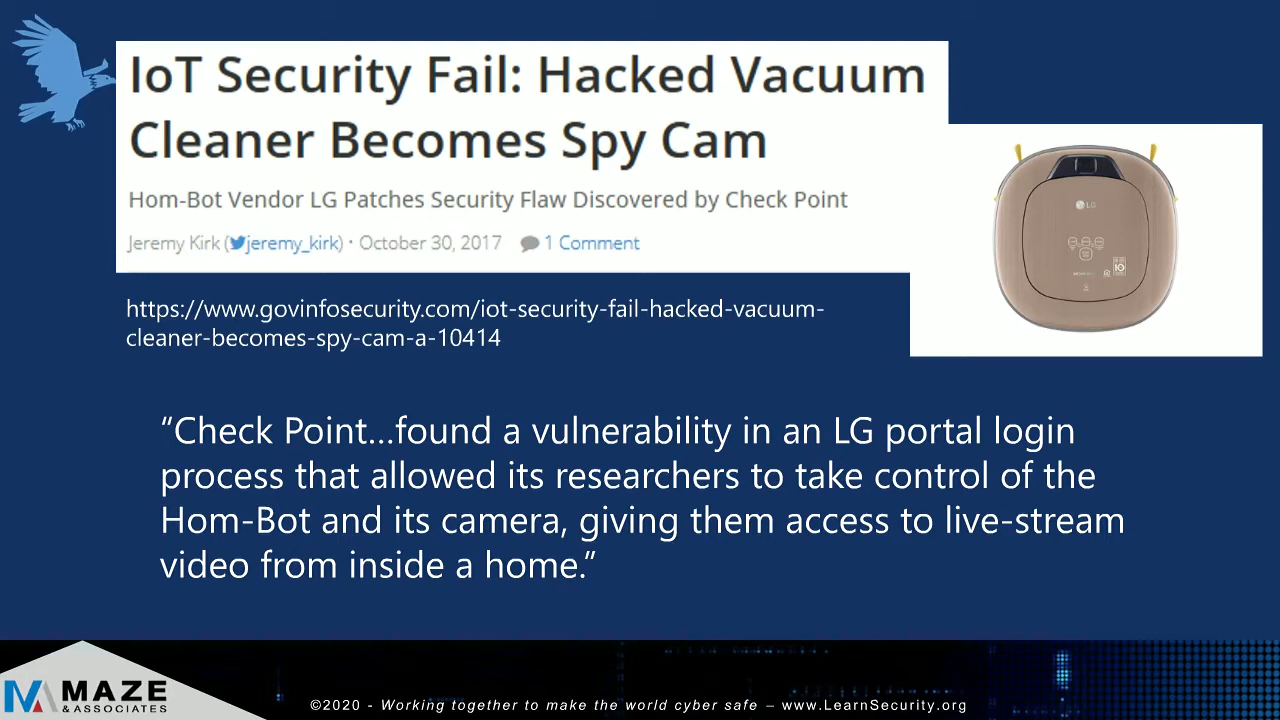 IoT Security Fail: Hacked Vacuum
Cleaner Becomes Spy Cam
Hom-Bot Vendor LG Patches Security Flaw Discovered by Check Point
Jeremy Kirk (jeremy_kirk) • October 30, 2017 1 Comment
LG
https://www.govinfosecurity.com/iot-security-fail-hacked-vacuum-
cleaner-becomes-spy-cam-a-10414
“Check Point…found a vulnerability in an LG portal login
process that allowed its researchers to take control of the
Hom-Bot and its camera, giving them access to live-stream
video from inside a home.”
MAZE
& ASSOCIATES
©2020 - Working together to make the world cyber safe – www.LearnSecurity.org